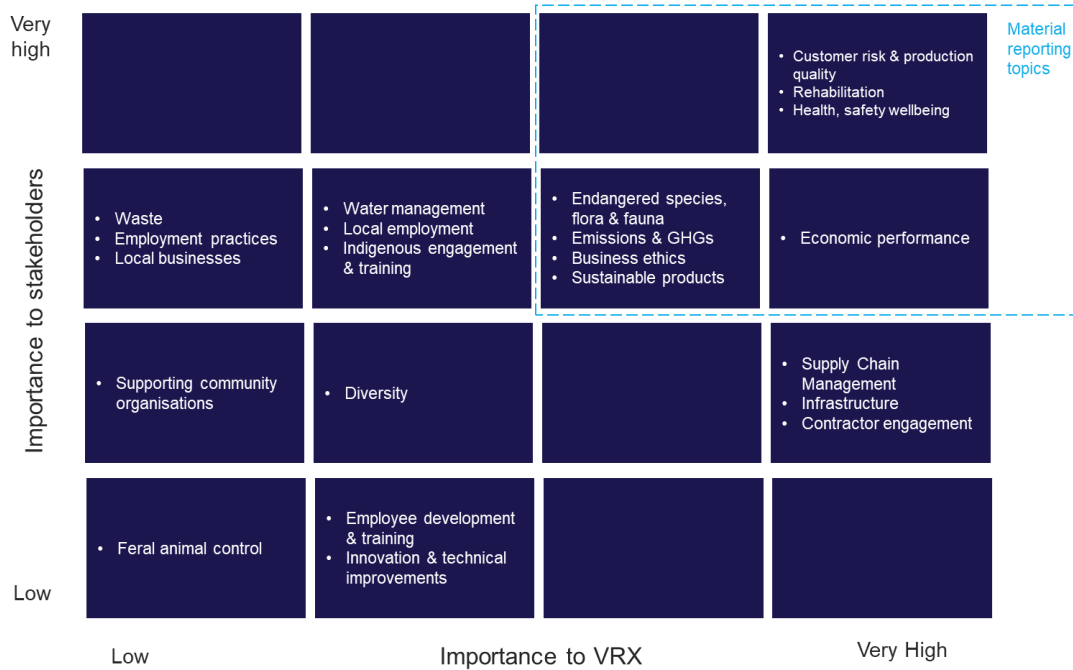 Very
high
Material
reporting
topics
• Customer risk & production
quality
• Rehabilitation
• Health, safety wellbeing
Importance to stakeholders
• Waste
• Employment practices
• Local businesses
• Water management
• Local employment
• Indigenous engagement
& training
• Endangered species,
flora & fauna
• Emissions & GHGs
• Business ethics
• Sustainable products
• Economic performance
• Supporting community
organisations
• Diversity
• Supply Chain
Management
• Infrastructure
• Contractor engagement
• Feral animal control
• Employee development
& training
• Innovation & technical
improvements
Low
Low
Importance to VRX
Very High